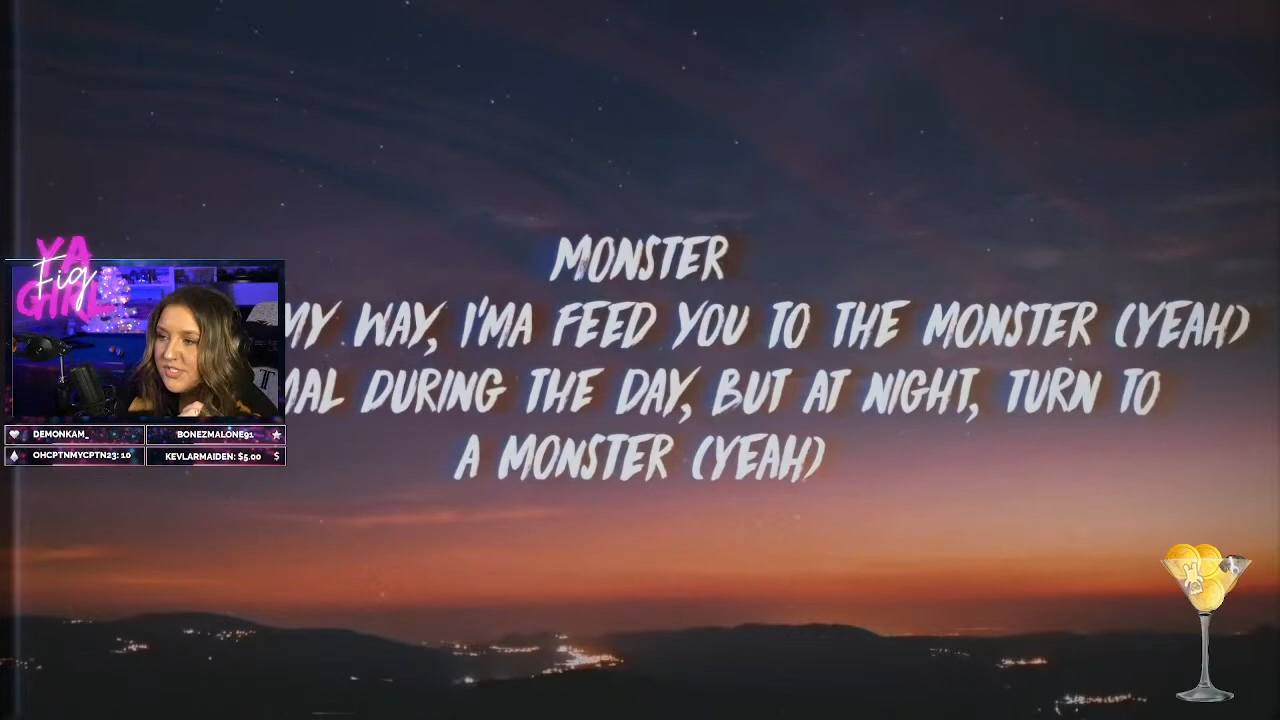 MONSTER
MY WAY, I'MA FEED YOU TO THE MONSTER (YEAH)
DURING THE DAY, BUT AT NIGHT, TURN TO
A MONSTER (YEAH)
YA
Fig
GIRL
DEMONKAM_
BONEZMALONE91
OHCPTNMYCPTN23: 10
KEVLARMAIDEN: $5.00 $